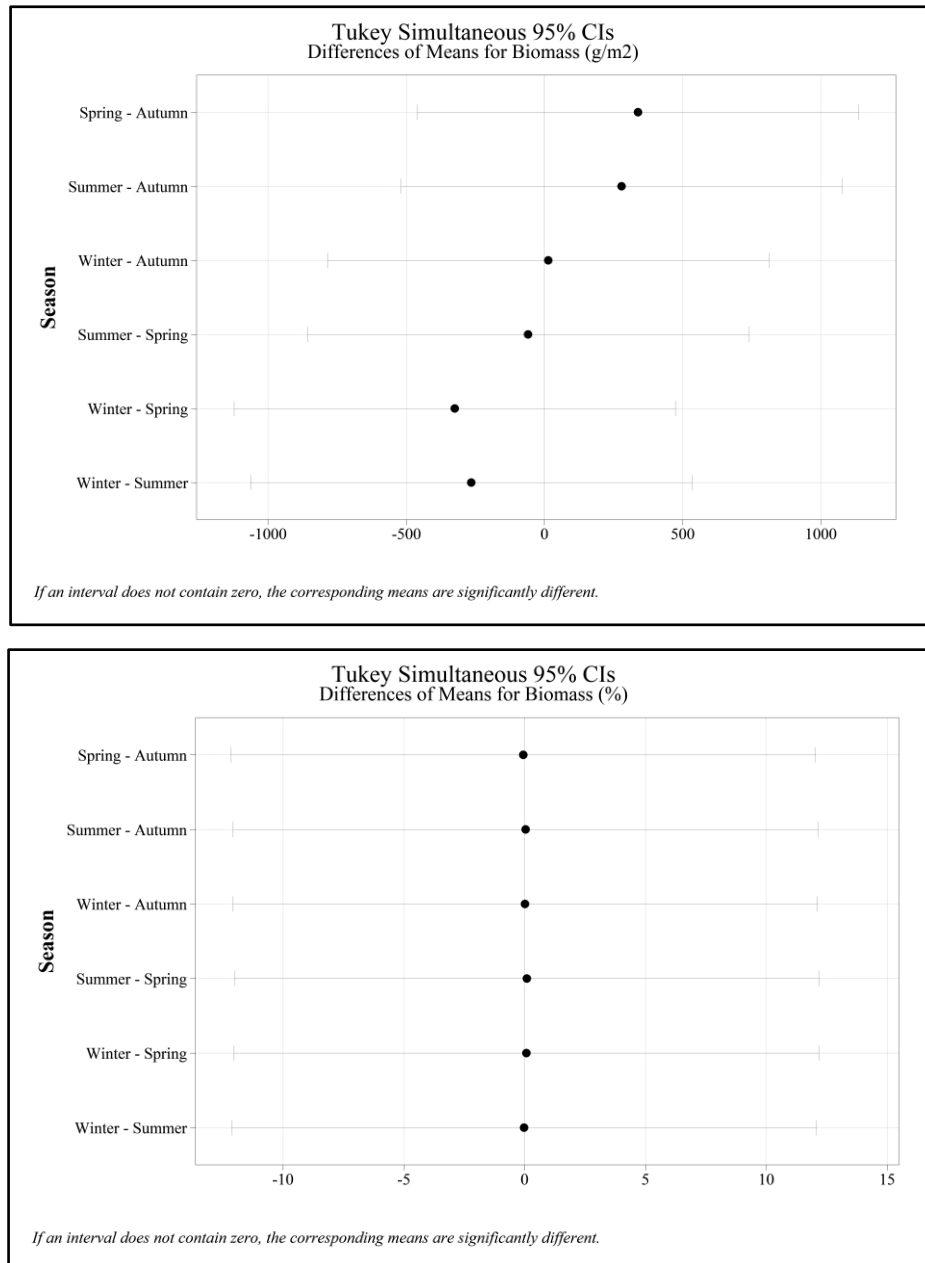 Tukey Simultaneous 95% CIs
Differences of Means for Biomass (g/m2)
Season
Spring - Autumn
Summer - Autumn
Winter - Autumn
Summer - Spring
Winter - Spring
Winter - Summer
-1000 -500 0 500 1000
If an interval does not contain zero, the corresponding means are significantly different.
Tukey Simultaneous 95% CIs
Differences of Means for Biomass (%)
Season
Spring - Autumn
Summer - Autumn
Winter - Autumn
Summer - Spring
Winter - Spring
Winter - Summer
-10 -5 0 5 10 15
If an interval does not contain zero, the corresponding means are significantly different.